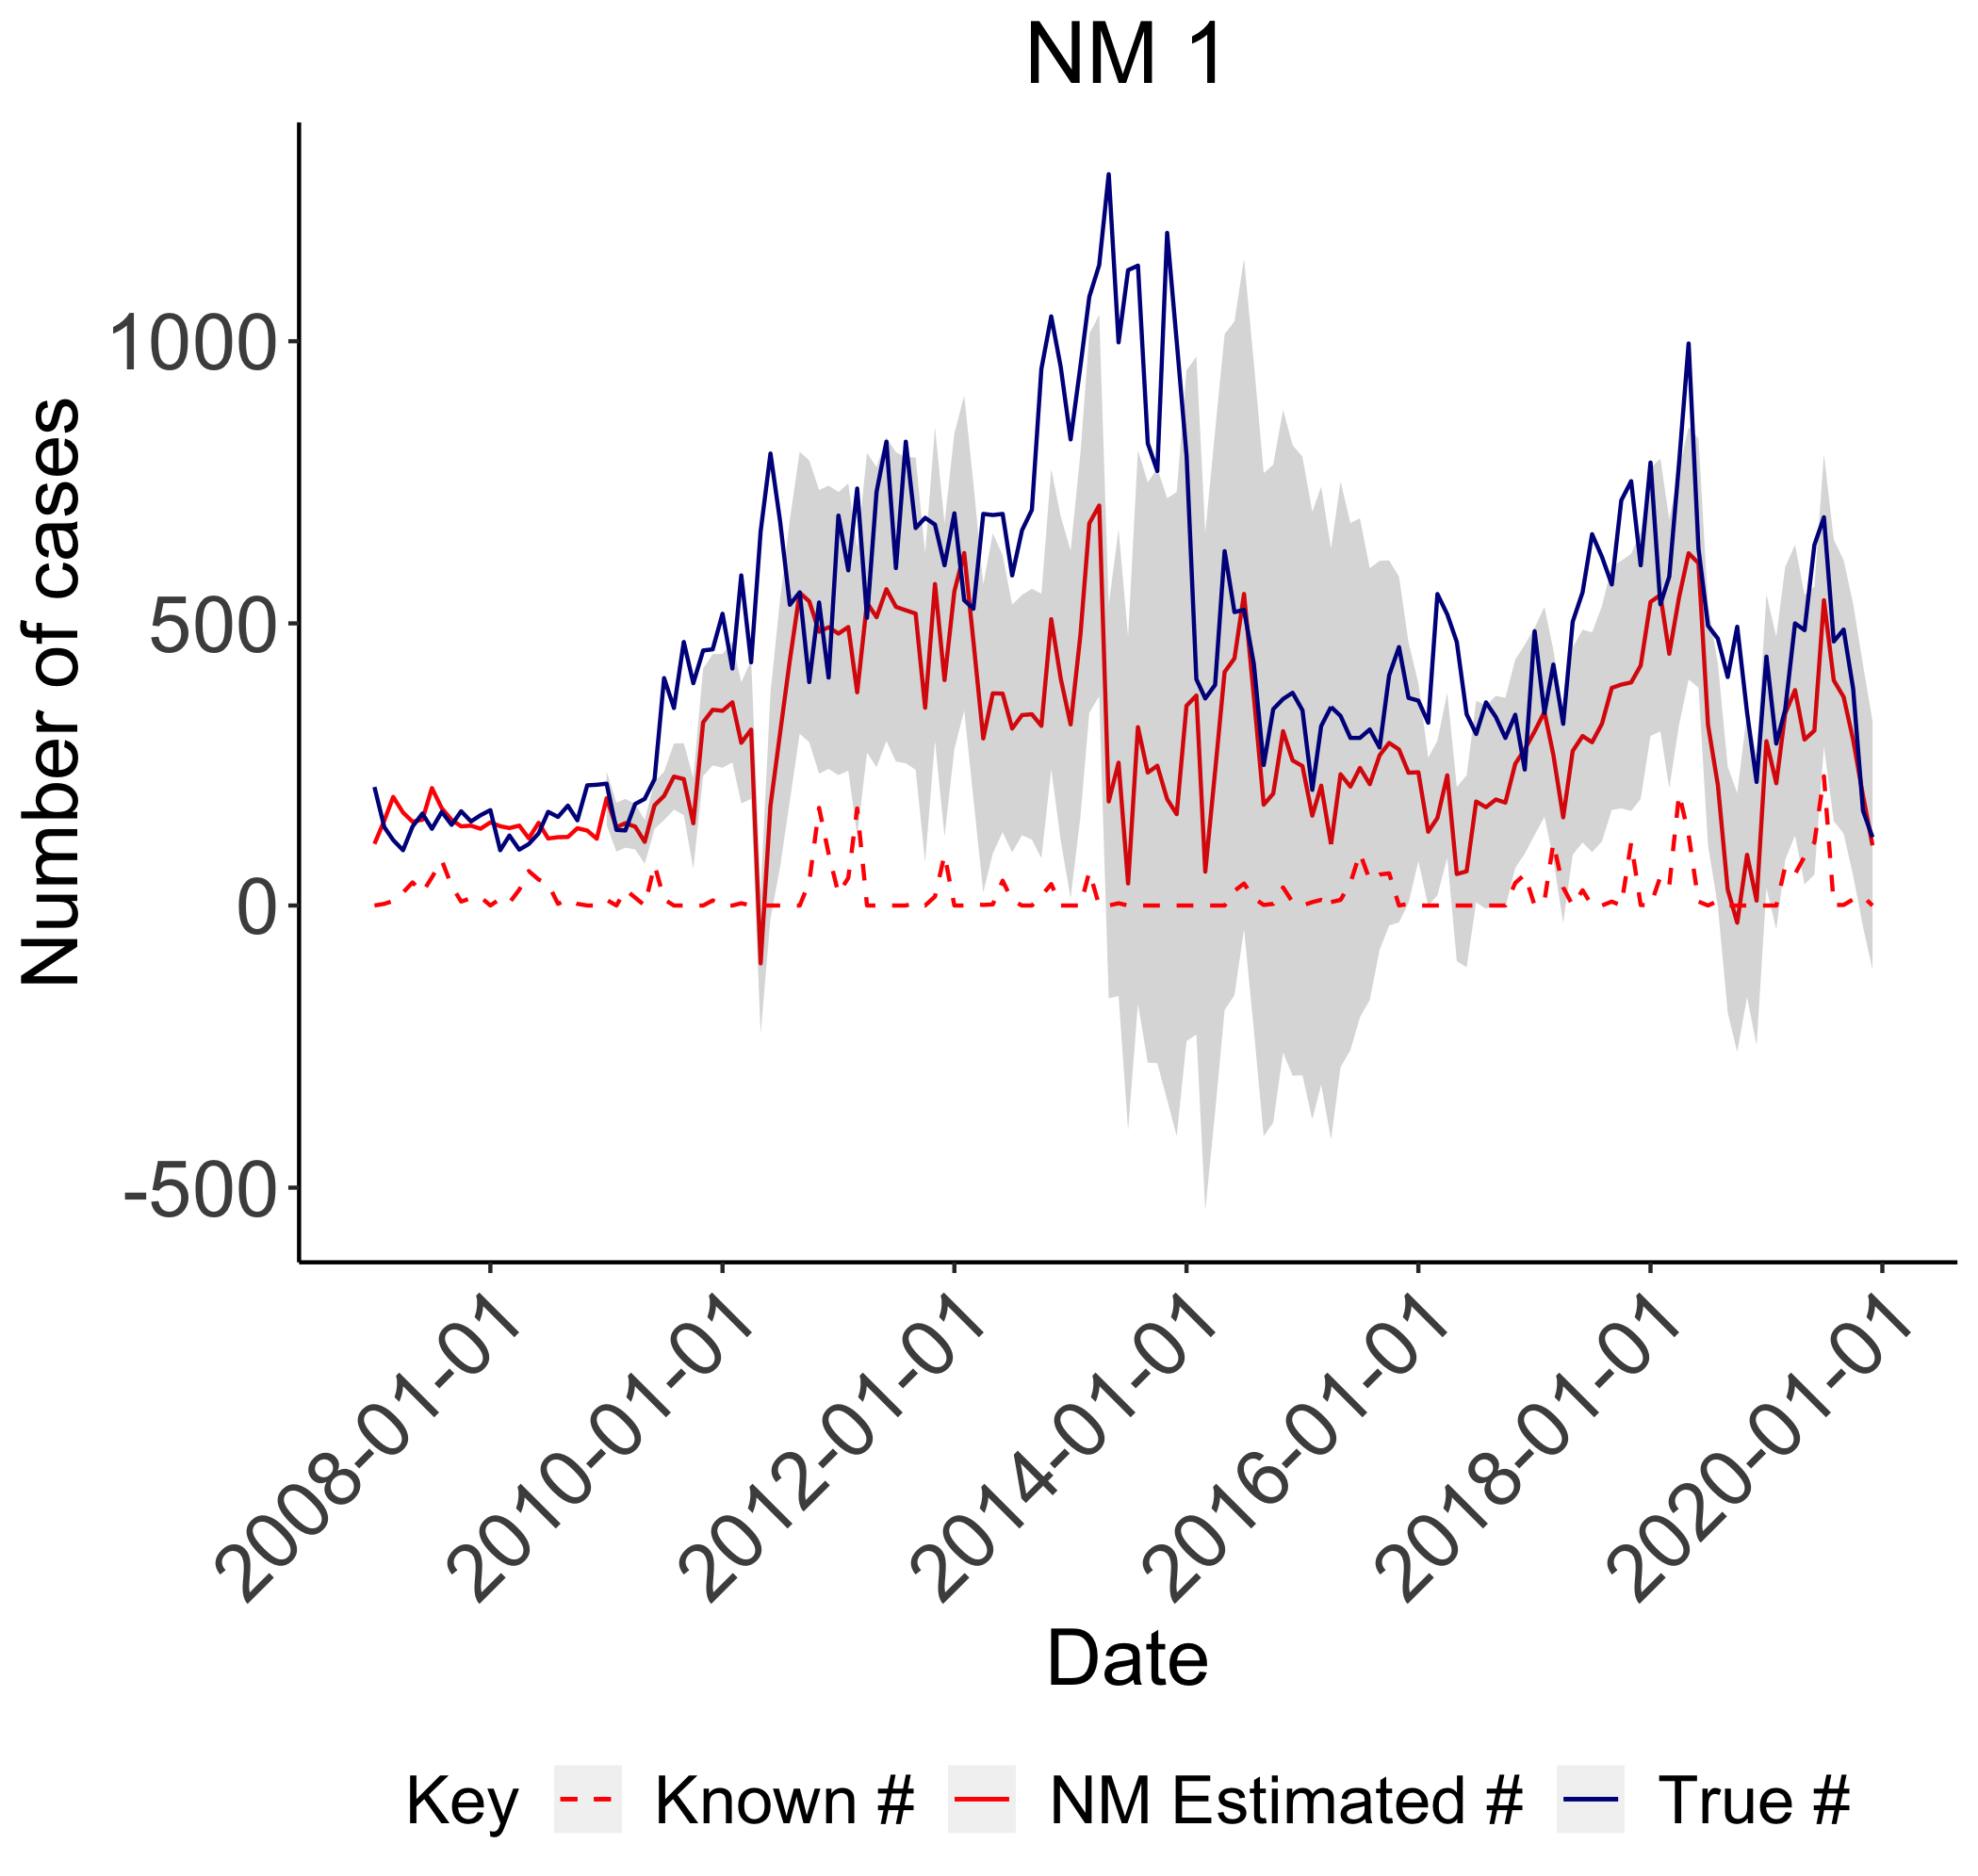 NM 1
Number of cases
1000
500
0
-500
2008-01-01
2010-01-01
2012-01-01
2014-01-01
2016-01-01
2018-01-01
2020-01-01
Date
Key Known # NM Estimated # True #